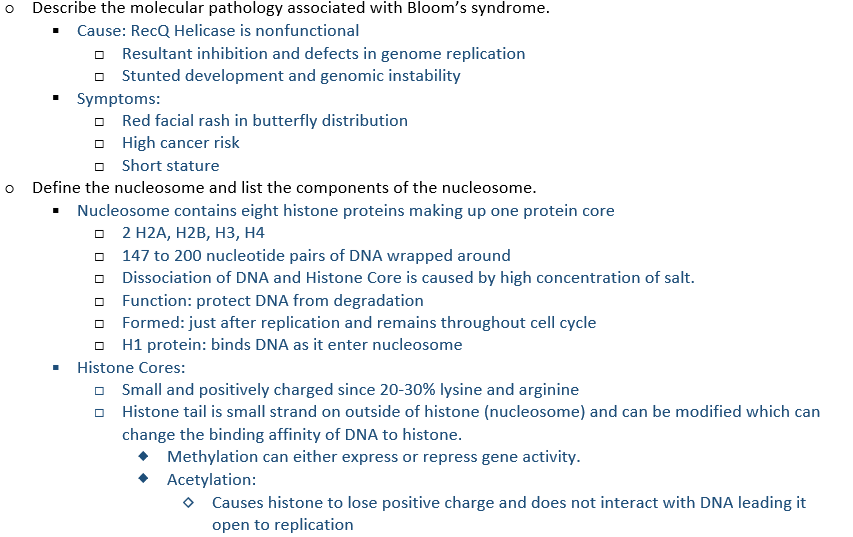 Describe the molecular pathology associated with Bloom's syndrome.
Cause: RecQ Helicase is nonfunctional
Resultant inhibition and defects in genome replication
Stunted development and genomic instability
Symptoms:
Red facial rash in butterfly distribution
High cancer risk
Short stature
Define the nucleosome and list the components of the nucleosome.
Nucleosome contains eight histone proteins making up one protein core
2 H2A, H2B, H3, H4
147 to 200 nucleotide pairs of DNA wrapped around
Dissociation of DNA and Histone Core is caused by high concentration of salt.
Function: protect DNA from degradation
Formed: just after replication and remains throughout cell cycle
H1 protein: binds DNA as it enter nucleosome
Histone Cores:
Small and positively charged since 20-30% lysine and arginine
Histone tail is small strand on outside of histone (nucleosome) and can be modified which can
change the binding affinity of DNA to histone.
Methylation can either express or repress gene activity.
Acetylation:
Causes histone to lose positive charge and does not interact with DNA leading it
open to replication